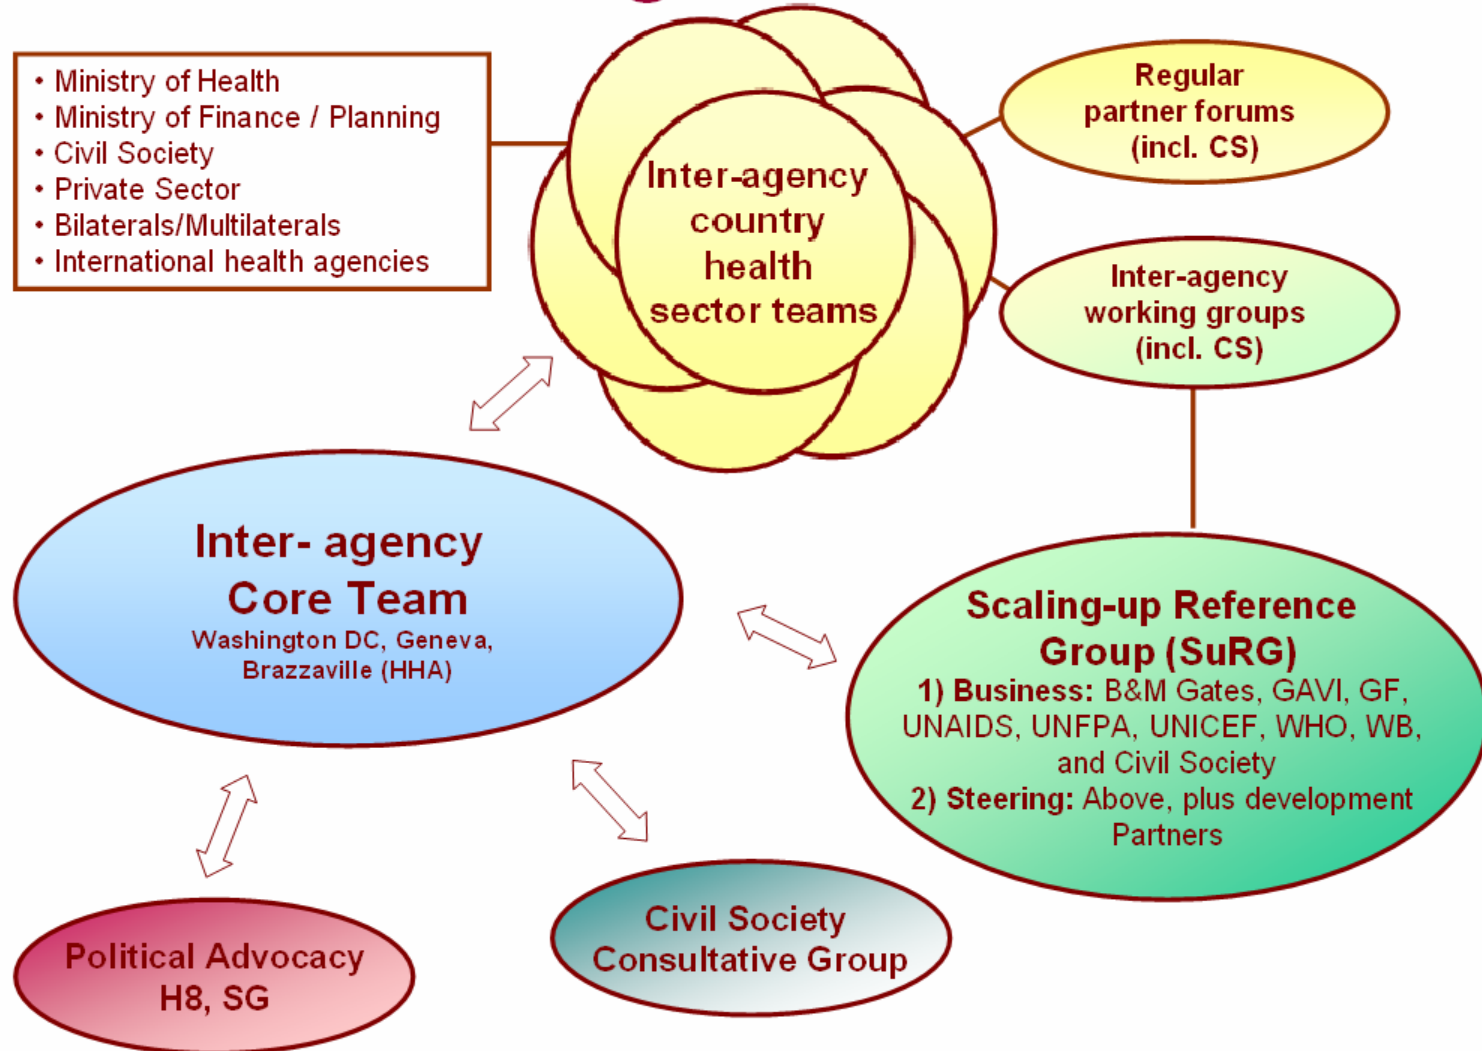 • Ministry of Health
• Ministry of Finance / Planning
• Civil Society
• Private Sector
• Bilaterals/Multilaterals
• International health agencies
Inter-agency
country
health
sector teams
Regular
partner forums
(incl. CS)
Inter-agency
working groups
(incl. CS)
Inter- agency
Core Team
Washington DC, Geneva,
Brazzaville (HHA)
Scaling-up Reference
Group (SuRG)
1) Business: B&M Gates, GAVI, GF,
UNAIDS, UNFPA, UNICEF, WHO, WB,
and Civil Society
2) Steering: Above, plus development
Partners
Political Advocacy
H8, SG
Civil Society
Consultative Group